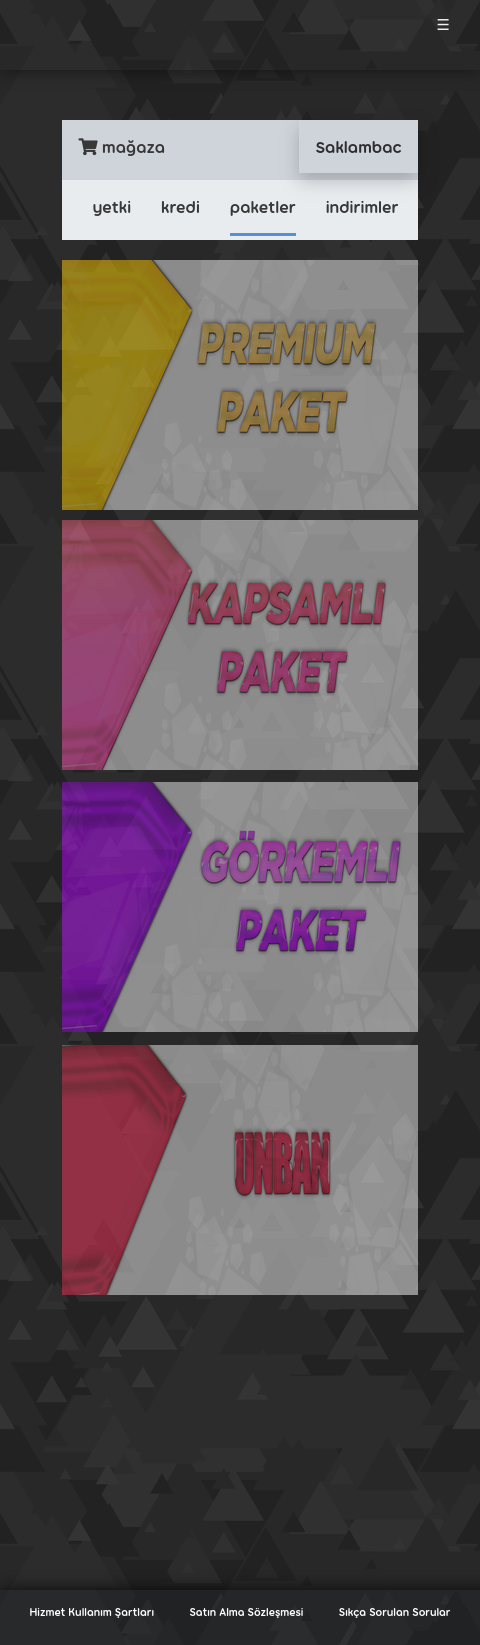 ☰
mağaza
Saklambac
yetki kredi paketler indirimler
PREMIUM
PAKET
KAPSAMLI
PAKET
GÖRKEMLİ
PAKET
UNBAN
Hizmet Kullanım Şartları Satın Alma Sözleşmesi Sıkça Sorulan Sorular